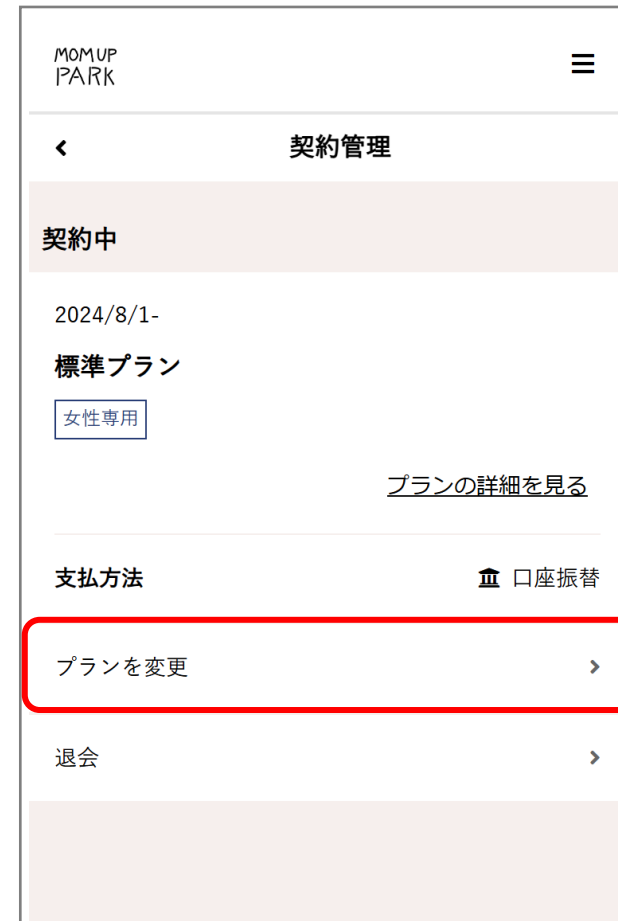 MOMUP
PARK
契約管理
契約中
2024/8/1-
標準プラン
女性専用
プランの詳細を見る
支払方法
口座振替
プランを変更
退会